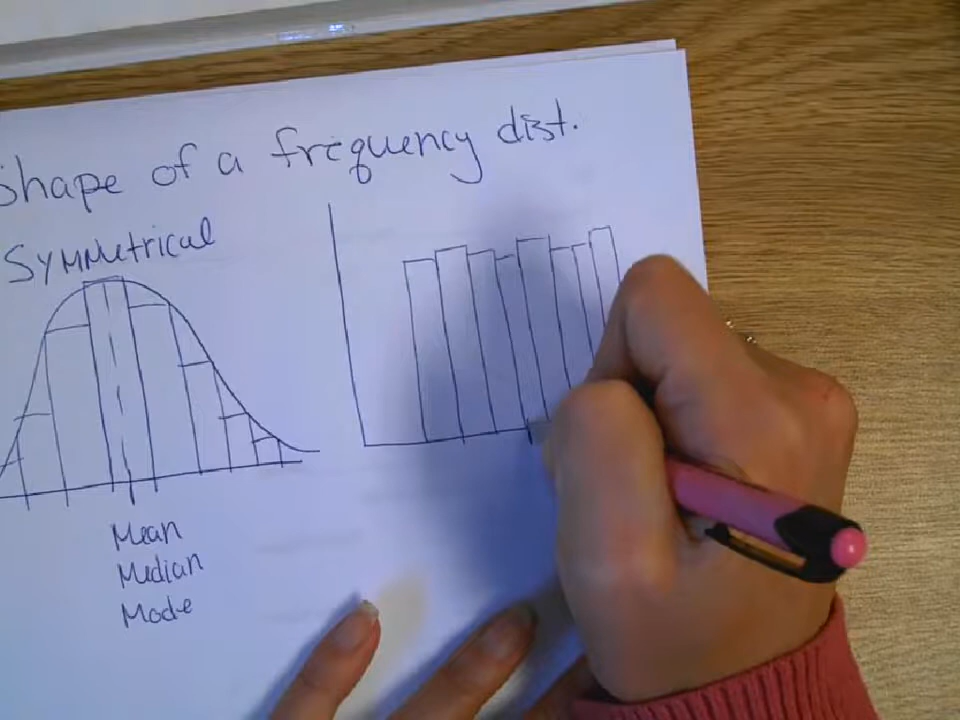 Shape of a frequency dist.
Symmetrical
Mean
Median
Mode